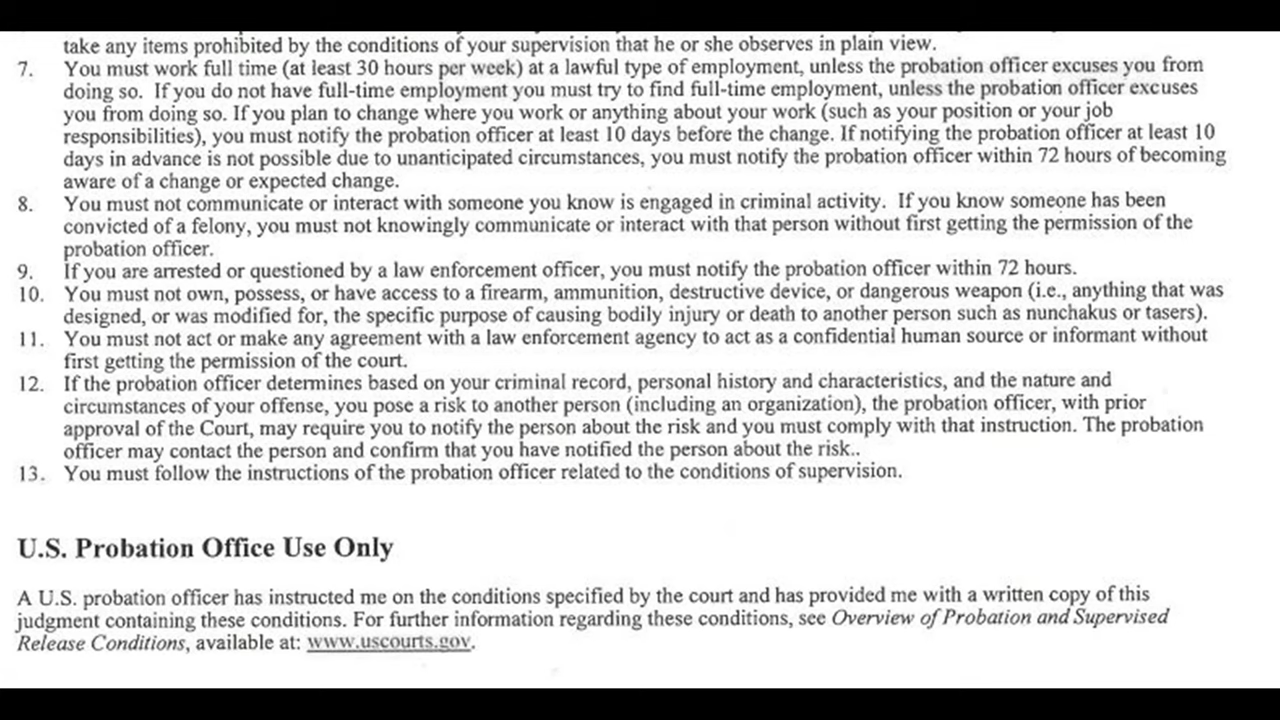 take any items prohibited by the conditions of your supervision that he or she observes in plain view.
7. You must work full time (at least 30 hours per week) at a lawful type of employment, unless the probation officer excuses you from
doing so. If you do not have full-time employment you must try to find full-time employment, unless the probation officer excuses
you from doing so. If you plan to change where you work or anything about your work (such as your position or your job
responsibilities), you must notify the probation officer at least 10 days before the change. If notifying the probation officer at least 10
days in advance is not possible due to unanticipated circumstances, you must notify the probation officer within 72 hours of becoming
aware of a change or expected change.
8. You must not communicate or interact with someone you know is engaged in criminal activity. If you know someone has been
convicted of a felony, you must not knowingly communicate or interact with that person without first getting the permission of the
probation officer.
9. If you are arrested or questioned by a law enforcement officer, you must notify the probation officer within 72 hours.
10. You must not own, possess, or have access to a firearm, ammunition, destructive device, or dangerous weapon (i.e., anything that was
designed, or was modified for, the specific purpose of causing bodily injury or death to another person such as nunchakus or tasers).
11. You must not act or make any agreement with a law enforcement agency to act as a confidential human source or informant without
first getting the permission of the court.
12. If the probation officer determines based on your criminal record, personal history and characteristics, and the nature and
circumstances of your offense, you pose a risk to another person (including an organization), the probation officer, with prior
approval of the Court, may require you to notify the person about the risk and you must comply with that instruction. The probation
officer may contact the person and confirm that you have notified the person about the risk..
13. You must follow the instructions of the probation officer related to the conditions of supervision.
U.S. Probation Office Use Only
A U.S. probation officer has instructed me on the conditions specified by the court and has provided me with a written copy of this
judgment containing these conditions. For further information regarding these conditions, see Overview of Probation and Supervised
Release Conditions, available at: www.uscourts.gov.